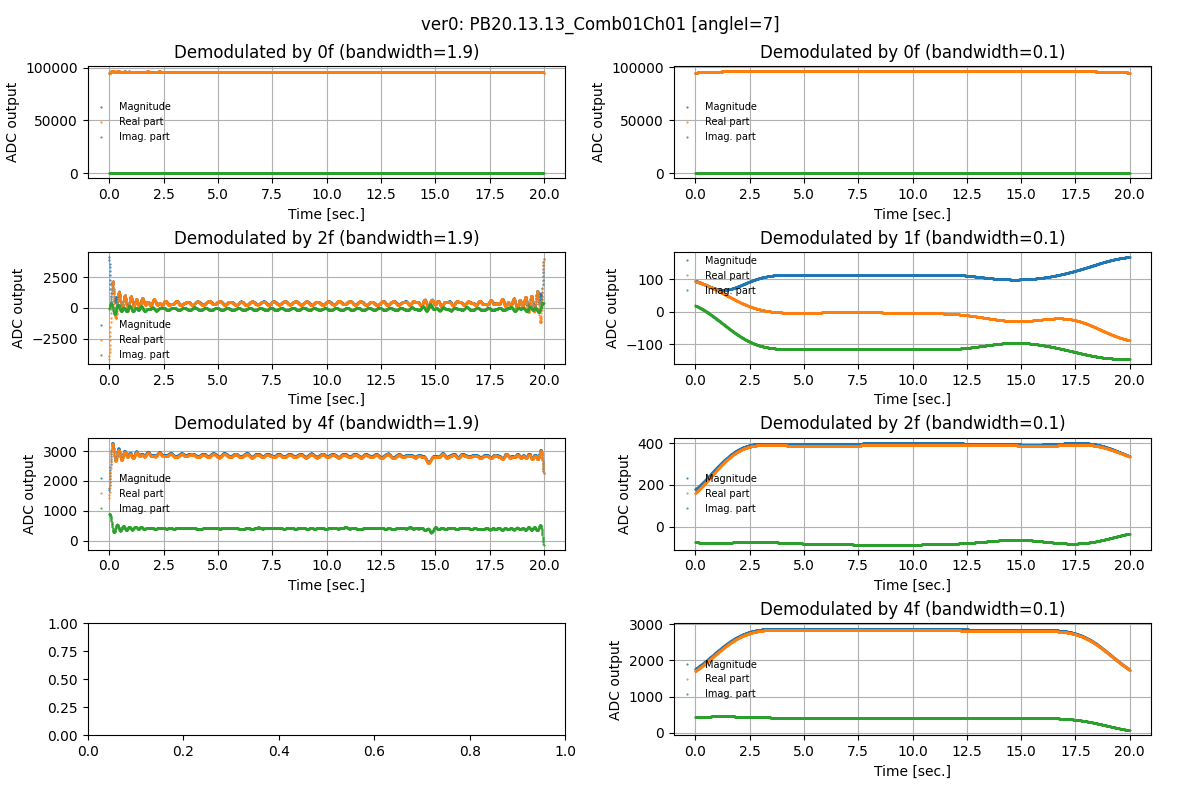 ver0: PB20.13.13_Comb01Ch01 [angleI=7]
Demodulated by 0f (bandwidth=1.9)
100000
50000
0
ADC output
Magnitude
Real part
Imag. part
0.0 2.5 5.0 7.5 10.0 12.5 15.0 17.5 20.0
Time [sec.]
Demodulated by 0f (bandwidth=0.1)
100000
50000
0
ADC output
Magnitude
Real part
Imag. part
0.0 2.5 5.0 7.5 10.0 12.5 15.0 17.5 20.0
Time [sec.]
Demodulated by 2f (bandwidth=1.9)
2500
0
−2500
ADC output
Magnitude
Real part
Imag. part
0.0 2.5 5.0 7.5 10.0 12.5 15.0 17.5 20.0
Time [sec.]
Demodulated by 1f (bandwidth=0.1)
100
0
−100
ADC output
Magnitude
Real part
Imag. part
0.0 2.5 5.0 7.5 10.0 12.5 15.0 17.5 20.0
Time [sec.]
Demodulated by 4f (bandwidth=1.9)
3000
2000
1000
0
ADC output
Magnitude
Real part
Imag. part
0.0 2.5 5.0 7.5 10.0 12.5 15.0 17.5 20.0
Time [sec.]
Demodulated by 2f (bandwidth=0.1)
400
200
0
ADC output
Magnitude
Real part
Imag. part
0.0 2.5 5.0 7.5 10.0 12.5 15.0 17.5 20.0
Time [sec.]
1.00
0.75
0.50
0.25
0.00
0.0 0.2 0.4 0.6 0.8 1.0
Demodulated by 4f (bandwidth=0.1)
3000
2000
1000
0
ADC output
Magnitude
Real part
Imag. part
0.0 2.5 5.0 7.5 10.0 12.5 15.0 17.5 20.0
Time [sec.]